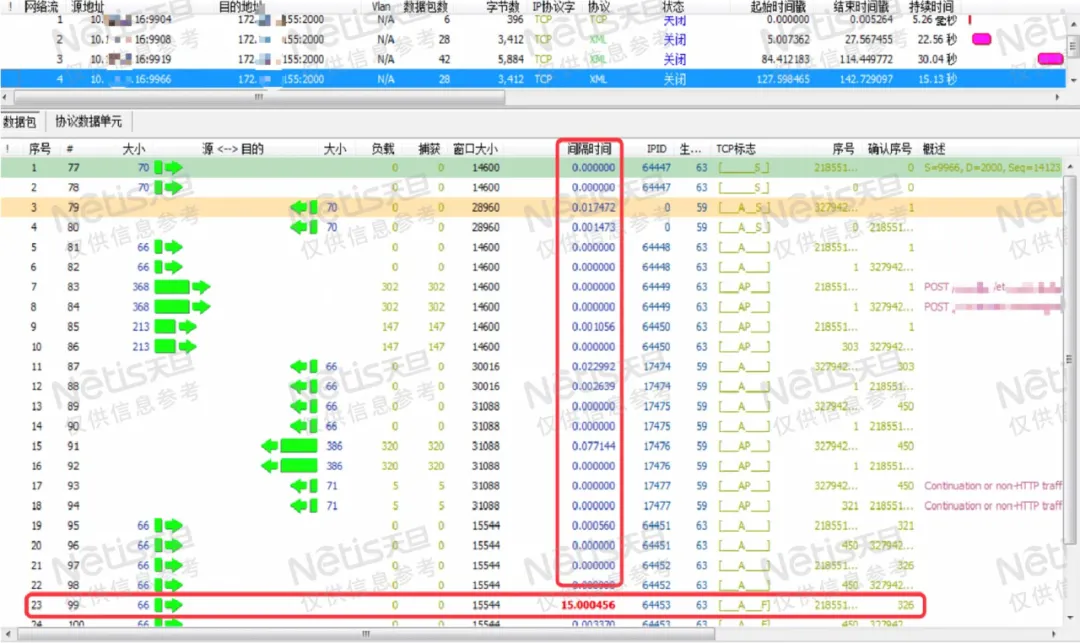 ! 网络流 源地址 目的地址 Vlan 数据包数 字节数 IP协议字 协议 状态 起始时间戳 结束时间戳 持续时间
1 10. 16:9904 172. 155:2000 N/A 6 396 TCP TCP 关闭 0.000000 0.005264 5.26 毫秒
2 10.1 16:9908 172. 155:2000 N/A 28 3,412 TCP XML 关闭 5.007362 27.567455 22.56 秒
3 10. 16:9919 172. 155:2000 N/A 42 5,884 TCP XML 关闭 84.412183 114.449772 30.04 秒
4 10. 16:9966 172. 155:2000 N/A 28 3,412 TCP XML 关闭 127.598465 142.729097 15.13 秒
数据包 协议数据单元
! 序号 # 大小 源 <--> 目的 大小 负载 捕获 窗口大小 间隔时间 IPID 生... TCP标志 序号 确认序号 概述
1 77 70 0 0 14600 0.000000 64447 63 [_____S_] 218551... 0 S=9966, D=2000, Seq=14123
2 78 70 0 0 14600 0.000000 64447 63 [_____S_] 0 0
3 79 70 0 0 28960 0.017472 0 59 [__A__S_] 327942... 1
4 80 70 0 0 28960 0.001473 0 59 [__A__S_] 0 218551...
5 81 66 0 0 14600 0.000000 64448 63 [__A____] 218551... 1
6 82 66 0 0 14600 0.000000 64448 63 [__A____] 1 327942...
7 83 368 302 302 14600 0.000000 64449 63 [__AP___] 218551... 1 POST /et
8 84 368 302 302 14600 0.000000 64449 63 [__AP___] 1 327942... POST
9 85 213 147 147 14600 0.001056 64450 63 [__AP___] 218551... 1
10 86 213 147 147 14600 0.000000 64450 63 [__AP___] 303 327942...
11 87 66 0 0 30016 0.022992 17474 59 [__A____] 327942... 303
12 88 66 0 0 30016 0.002639 17474 59 [__A____] 1 218551...
13 89 66 0 0 31088 0.000000 17475 59 [__A____] 327942... 450
14 90 66 0 0 31088 0.000000 17475 59 [__A____] 1 218551...
15 91 386 320 320 31088 0.077144 17476 59 [__AP___] 327942... 450
16 92 386 320 320 31088 0.000000 17476 59 [__AP___] 1 218551...
17 93 71 5 5 31088 0.000000 17477 59 [__AP___] 327942... 450 Continuation or non-HTTP traff
18 94 71 5 5 31088 0.000000 17477 59 [__AP___] 321 218551... Continuation or non-HTTP traff
19 95 66 0 0 15544 0.000560 64451 63 [__A____] 218551... 321
20 96 66 0 0 15544 0.000000 64451 63 [__A____] 450 327942...
21 97 66 0 0 15544 0.000000 64452 63 [__A____] 218551... 326
22 98 66 0 0 15544 0.000000 64452 63 [__A____] 450 327942...
23 99 66 0 0 15544 15.000456 64453 63 [__A___F] 218551... 326
24 100 66 0 0 15544 0.003370 64453 63 450 327942...
Netis天旦
仅供信息参考